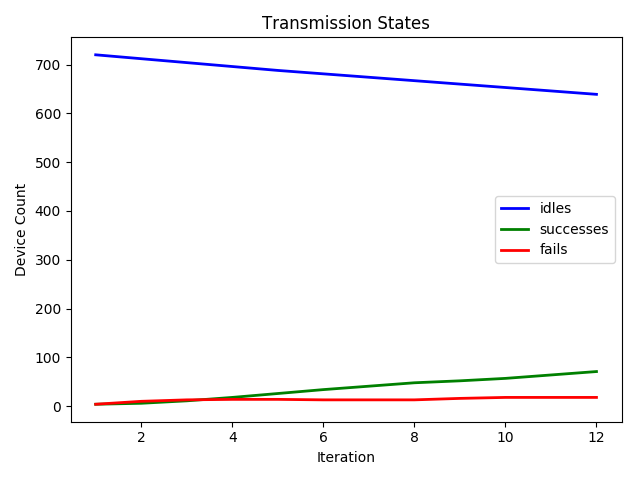 Transmission States
Device Count
700
600
500
400
300
200
100
0
idles
successes
fails
2 4 6 8 10 12
Iteration